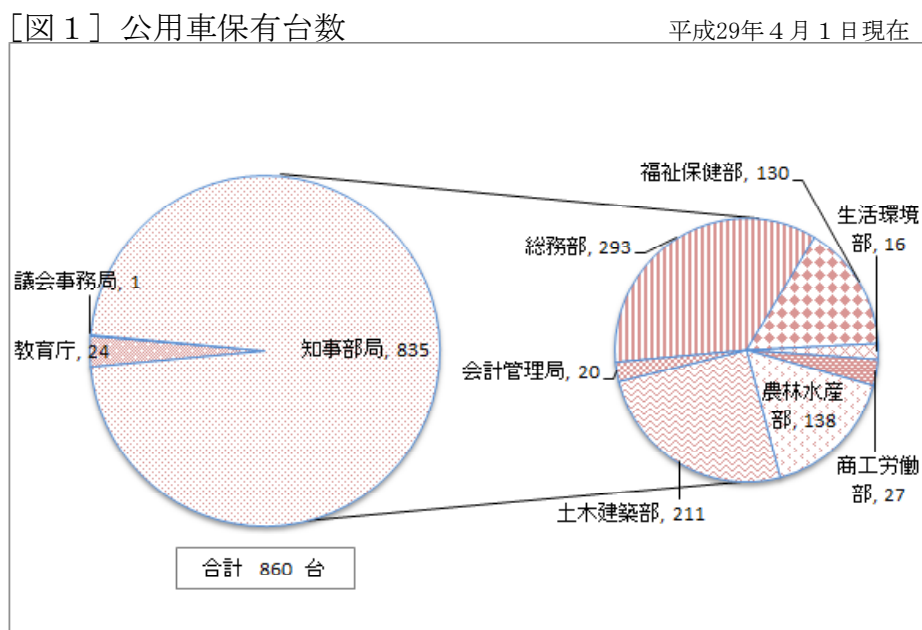 [図1] 公用車保有台数
平成29年4月1日現在
福祉保健部, 130
生活環境
部, 16
総務部, 293
議会事務局, 1
教育庁, 24
知事部局, 835
会計管理局, 20
農林水産
部, 138
商工労働
部, 27
土木建築部, 211
合計 860 台